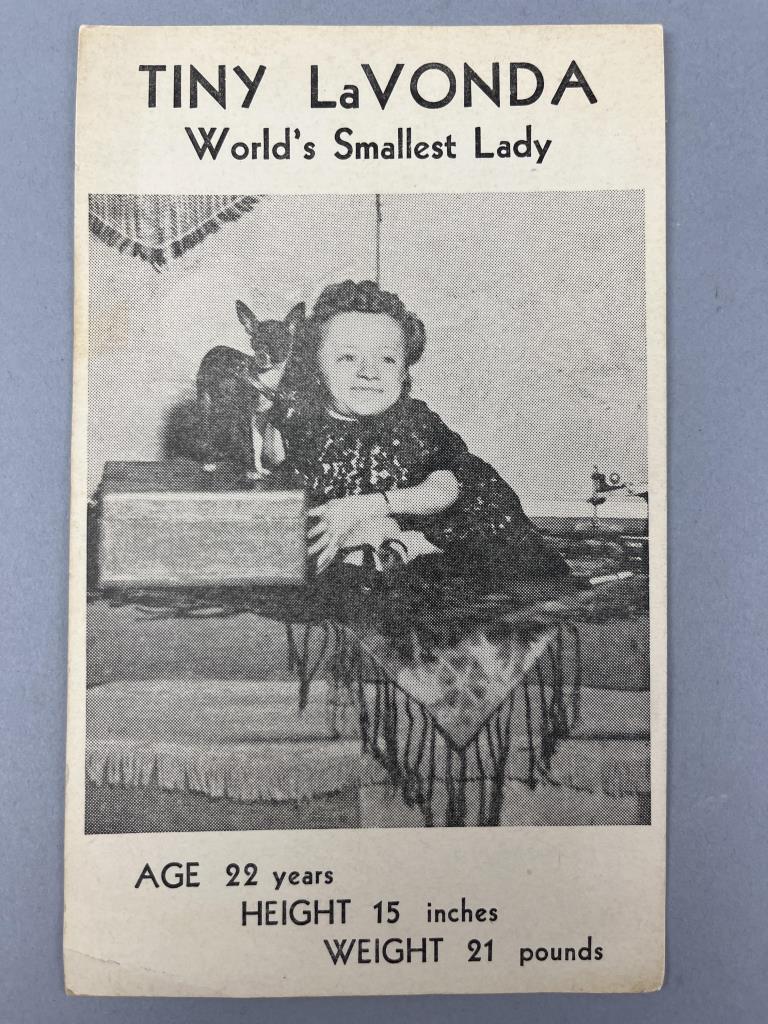 TINY LaVONDA
World's Smallest Lady
AGE 22 years
HEIGHT 15 inches
WEIGHT 21 pounds